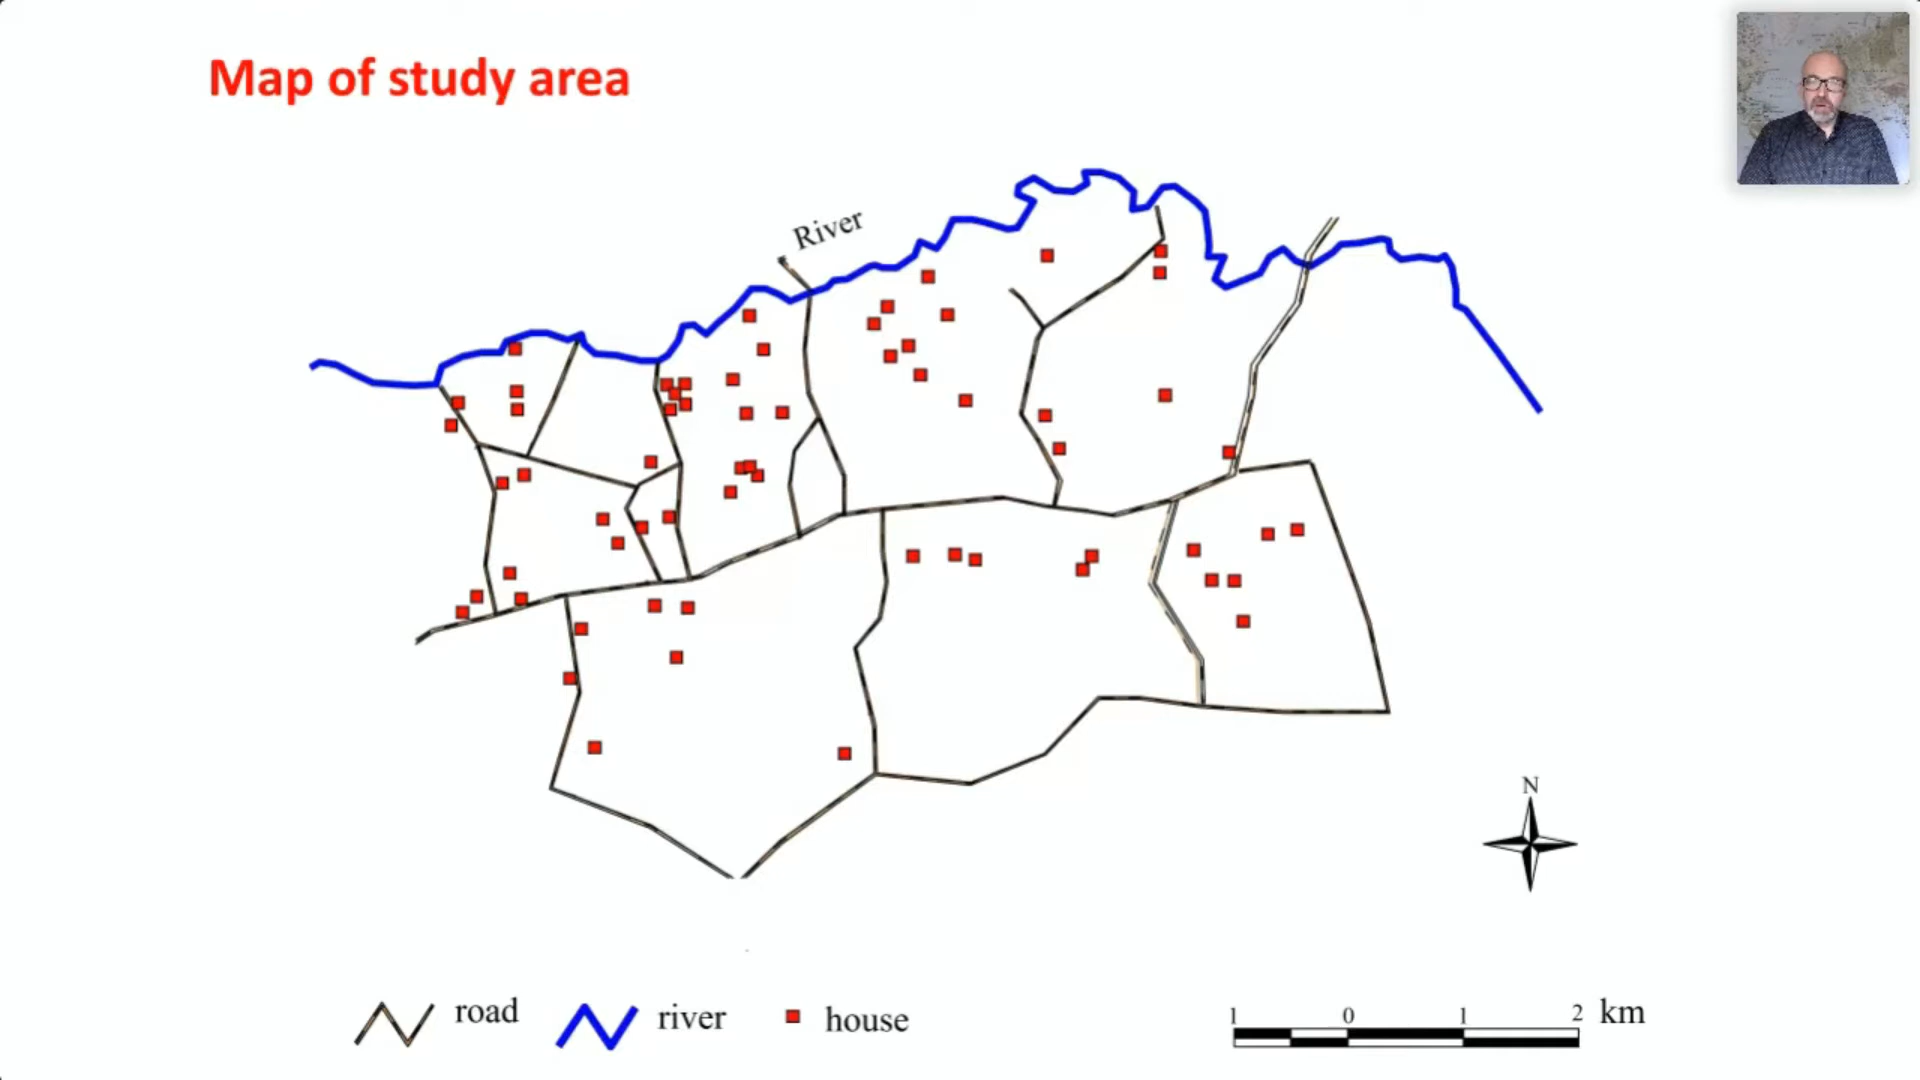 Map of study area
River
N
road
river
house
1 0 1 2 km